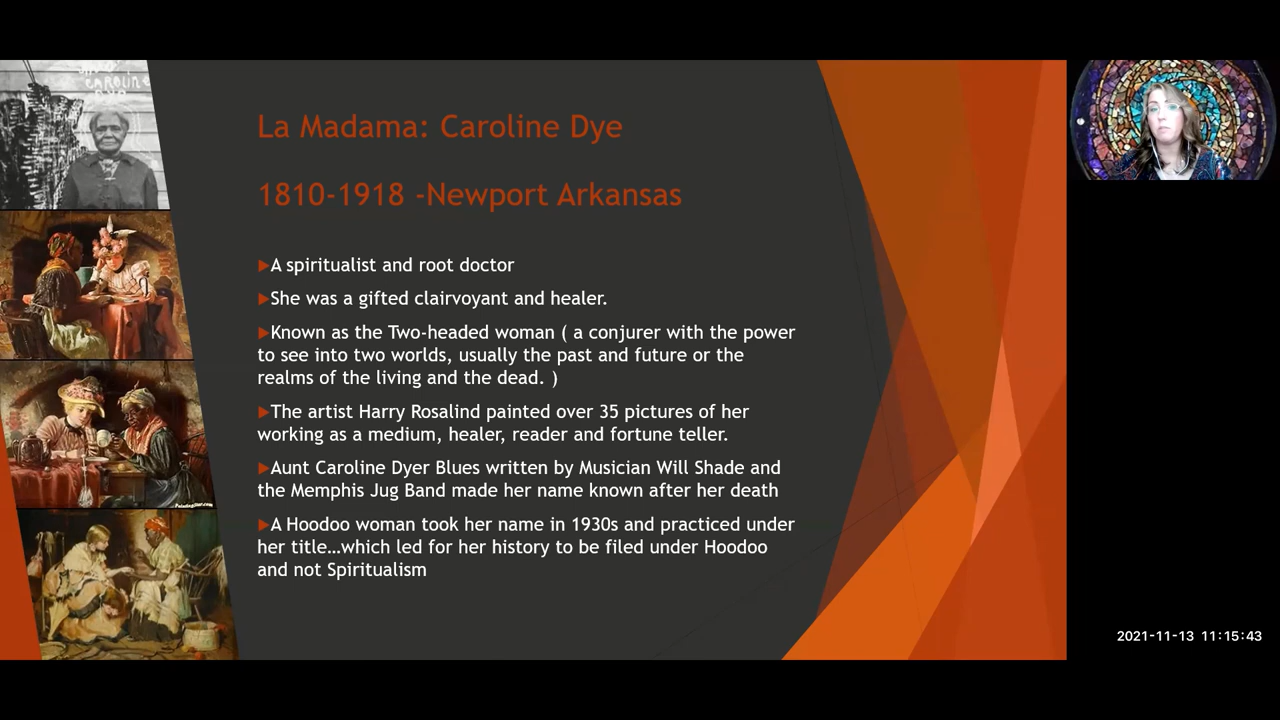 CAROLINE
La Madama: Caroline Dye
1810-1918 -Newport Arkansas
A spiritualist and root doctor
She was a gifted clairvoyant and healer.
Known as the Two-headed woman ( a conjurer with the power
to see into two worlds, usually the past and future or the
realms of the living and the dead. )
The artist Harry Rosalind painted over 35 pictures of her
working as a medium, healer, reader and fortune teller.
Aunt Caroline Dyer Blues written by Musician Will Shade and
the Memphis Jug Band made her name known after her death
A Hoodoo woman took her name in 1930s and practiced under
her title…which led for her history to be filed under Hoodoo
and not Spiritualism
2021-11-13 11:15:43